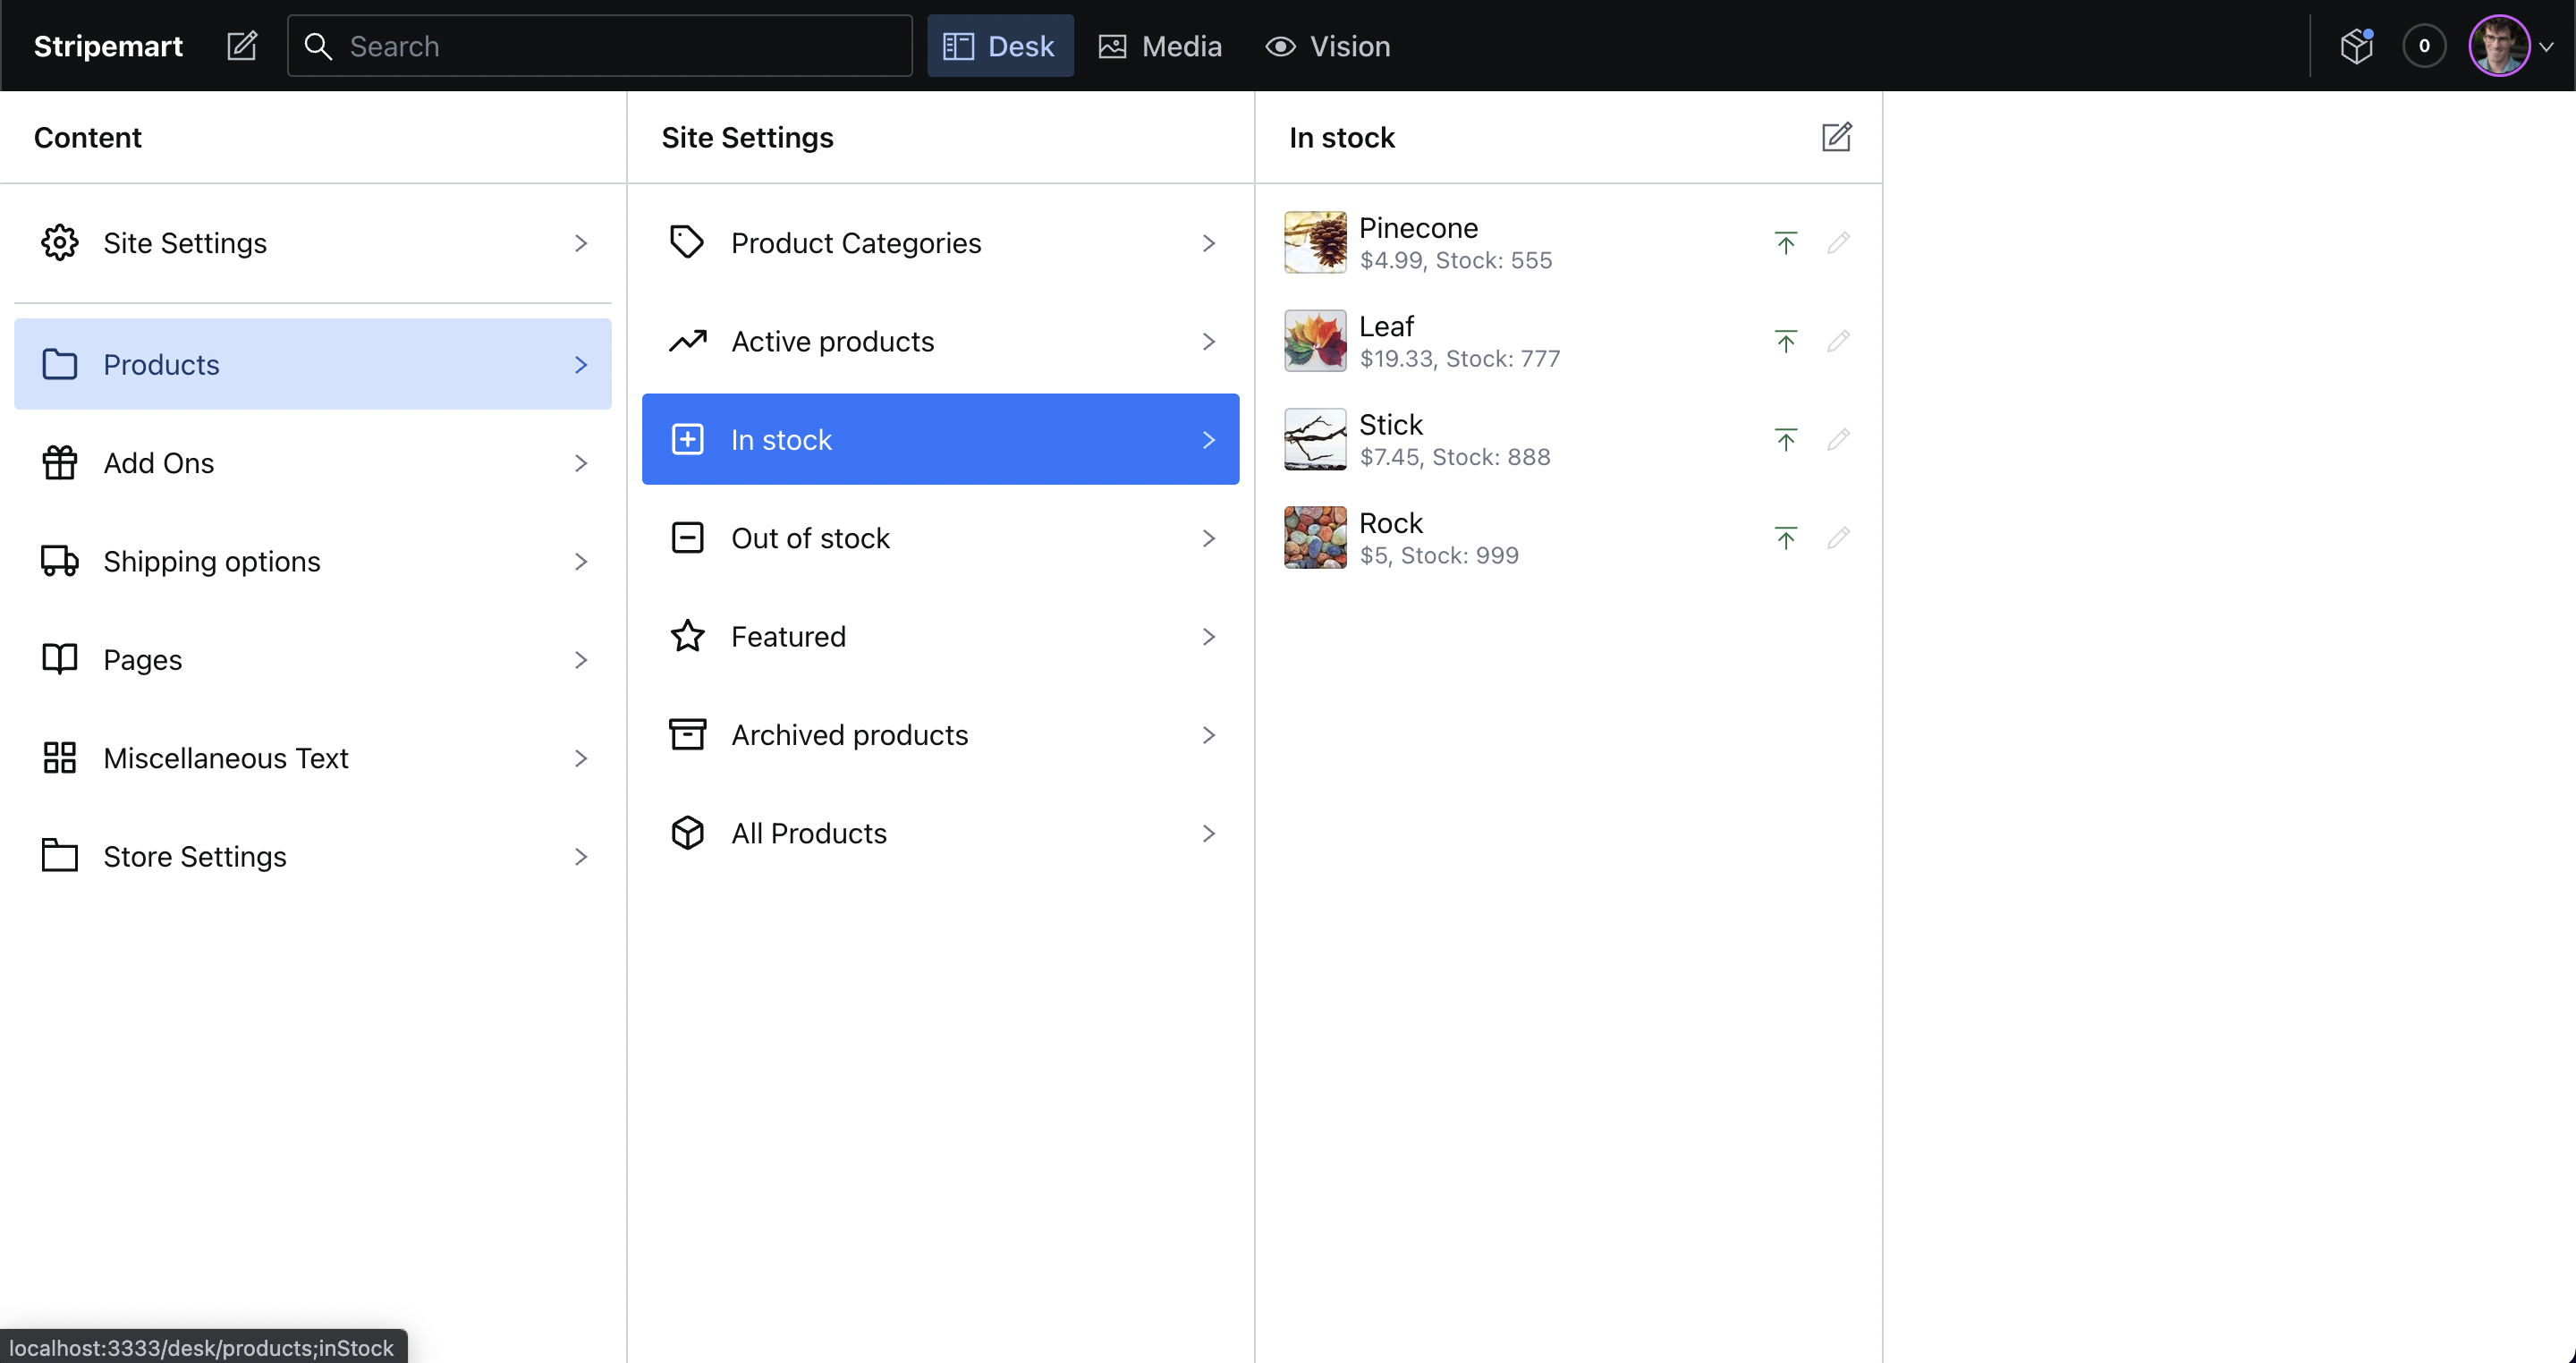 Stripemart
Search
Desk
Media
Vision
0
Content
Site Settings
Products
Add Ons
Shipping options
Pages
Miscellaneous Text
Store Settings
Site Settings
Product Categories
Active products
In stock
Out of stock
Featured
Archived products
All Products
In stock
Pinecone
$4.99, Stock: 555
Leaf
$19.33, Stock: 777
Stick
$7.45, Stock: 888
Rock
$5, Stock: 999
localhost:3333/desk/products;inStock